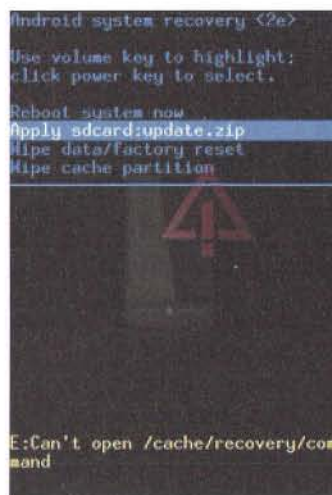 Android system recovery <2e>
Use volume key to highlight;
click power key to select.
Reboot system now
Apply sdcard:update.zip
Wipe data/factory reset
Wipe cache partition
E:Can't open /cache/recovery/com
mand